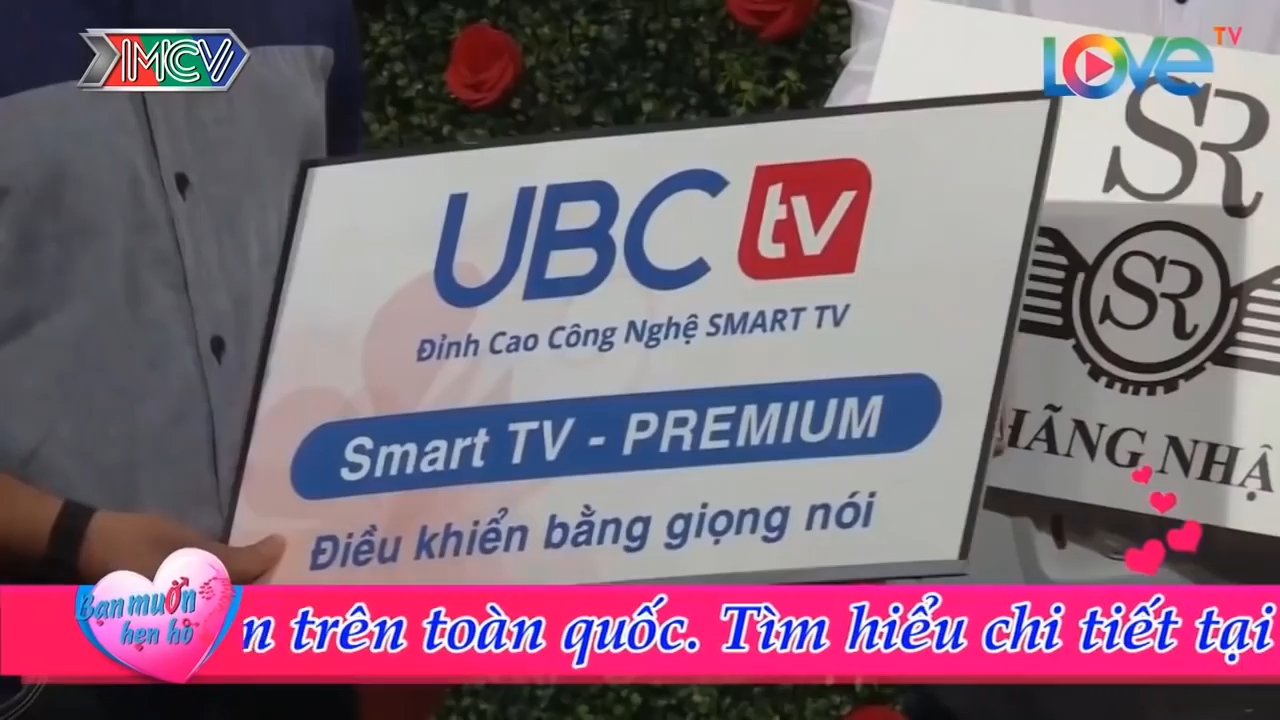 MCV
LOVE TV
SR
UBC tv
Đỉnh Cao Công Nghệ SMART TV
Smart TV - PREMIUM
Điều khiển bằng giọng nói
SR
HÃNG NHẬ
Bạn muốn
hẹn hò
n trên toàn quốc. Tìm hiểu chi tiết tại